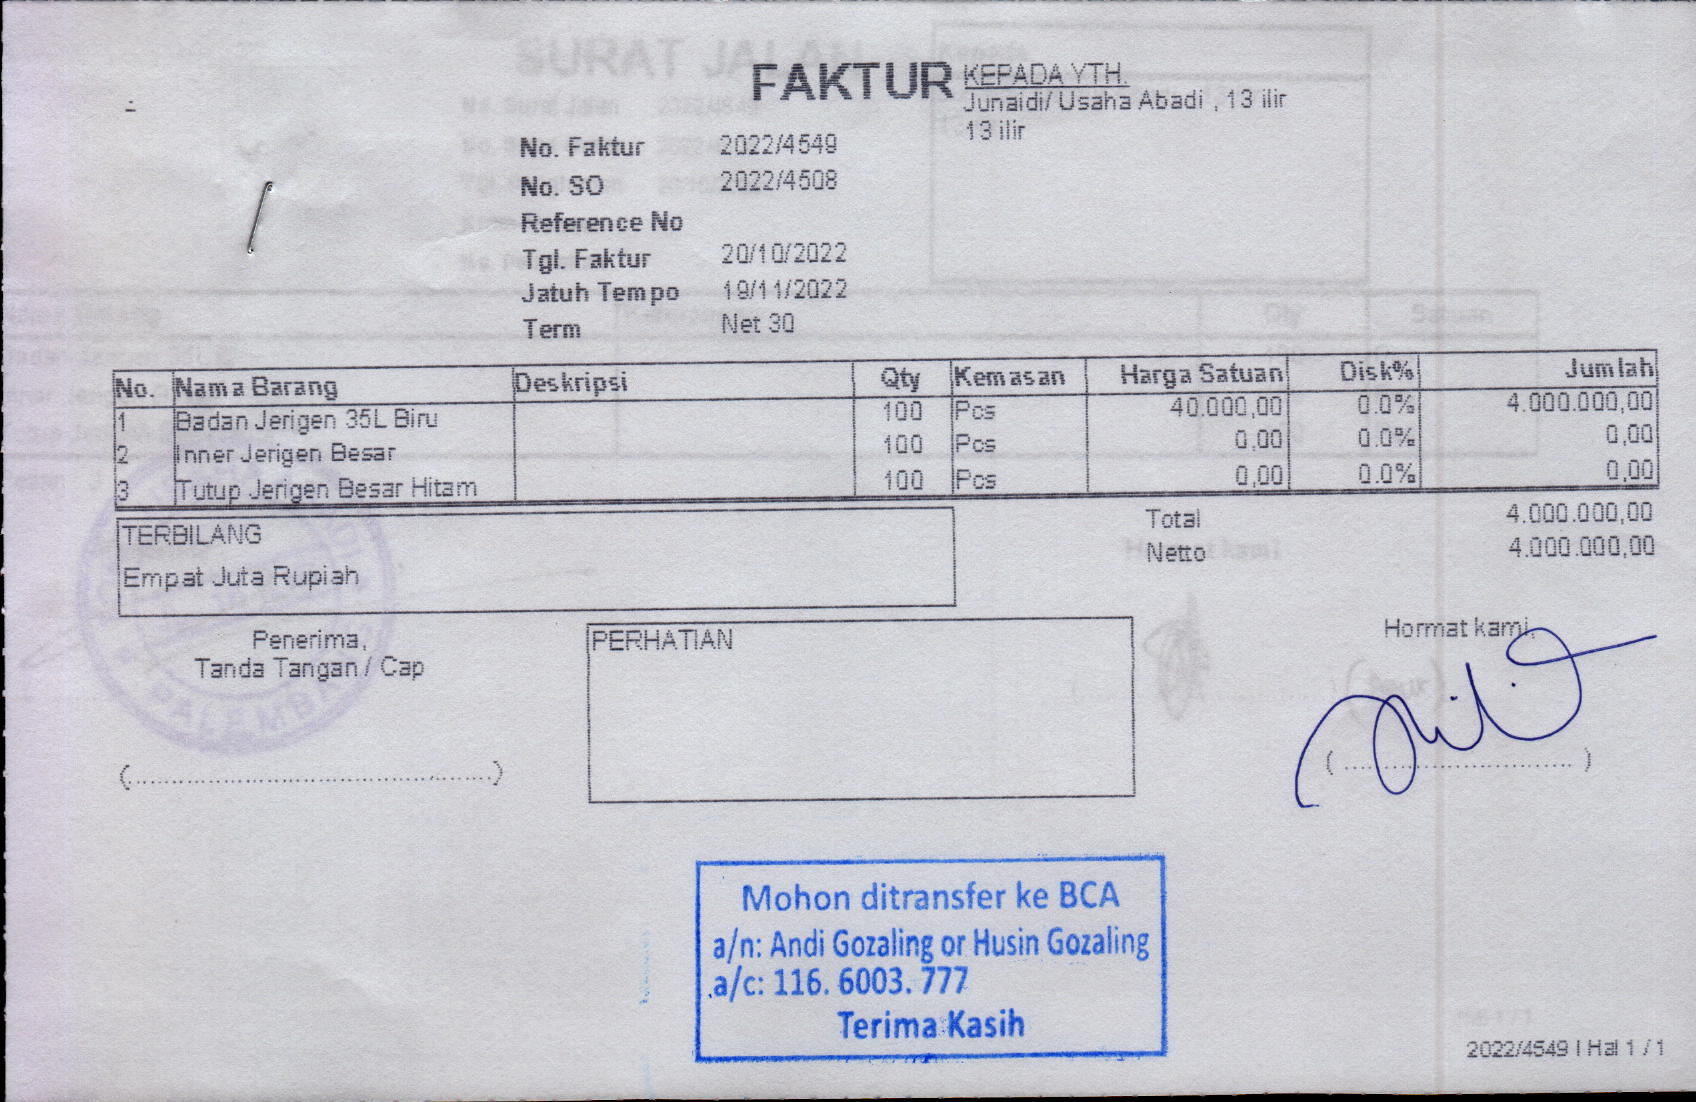 FAKTUR
KEPADA YTH.
Junaidi/ Usaha Abadi , 13 ilir
13 ilir
No. Faktur 2022/4549
No. SO 2022/4508
Reference No
Tgl. Faktur 20/10/2022
Jatuh Tempo 19/11/2022
Term Net 30
No. Nama Barang Deskripsi Qty Kemasan Harga Satuan Disk% Jumlah
1 Badan Jerigen 35L Biru 100 Pcs 40.000,00 0.0% 4.000.000,00
2 Inner Jerigen Besar 100 Pcs 0,00 0.0% 0,00
3 Tutup Jerigen Besar Hitam 100 Pcs 0,00 0.0% 0,00
TERBILANG
Empat Juta Rupiah
Total 4.000.000,00
Netto 4.000.000,00
Penerima,
Tanda Tangan / Cap
PERHATIAN
Hormat kami,
(................................................)
( ............................... )
PALEMBANG
Mohon ditransfer ke BCA
a/n: Andi Gozaling or Husin Gozaling
a/c: 116. 6003. 777
Terima Kasih
2022/4549 | Hal 1 / 1